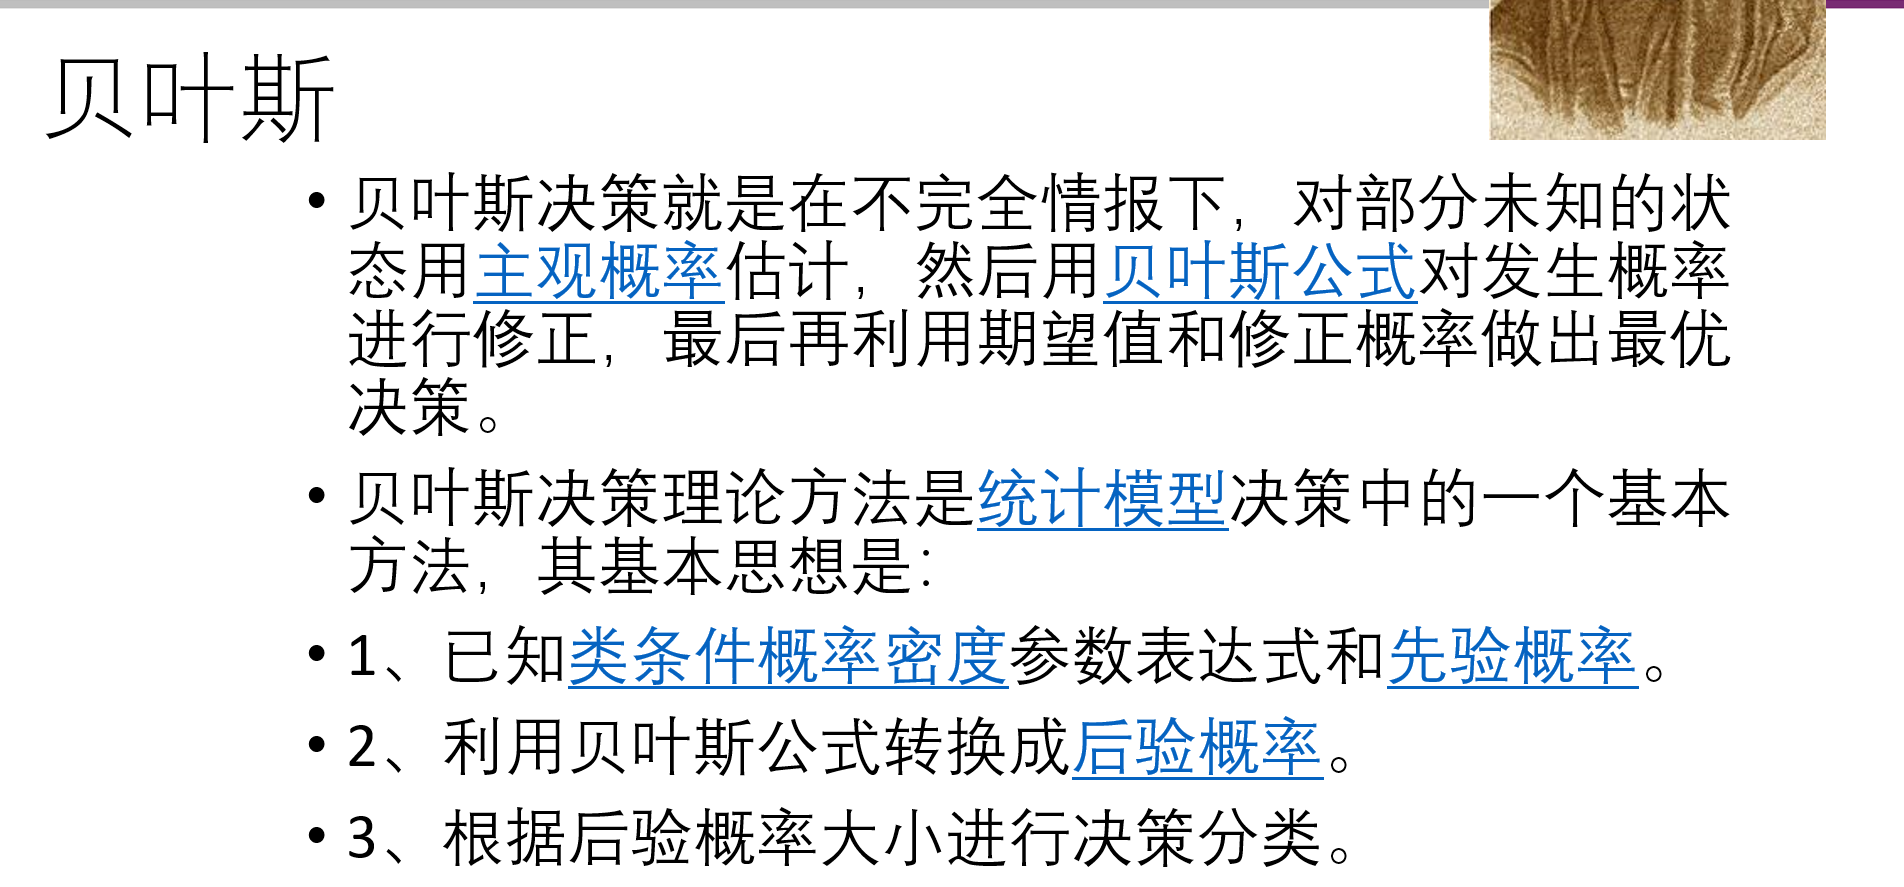 贝叶斯
• 贝叶斯决策就是在不完全情报下，对部分未知的状
态用主观概率估计，然后用贝叶斯公式对发生概率
进行修正，最后再利用期望值和修正概率做出最优
决策。
• 贝叶斯决策理论方法是统计模型决策中的一个基本
方法，其基本思想是：
• 1、已知类条件概率密度参数表达式和先验概率。
• 2、利用贝叶斯公式转换成后验概率。
• 3、根据后验概率大小进行决策分类。